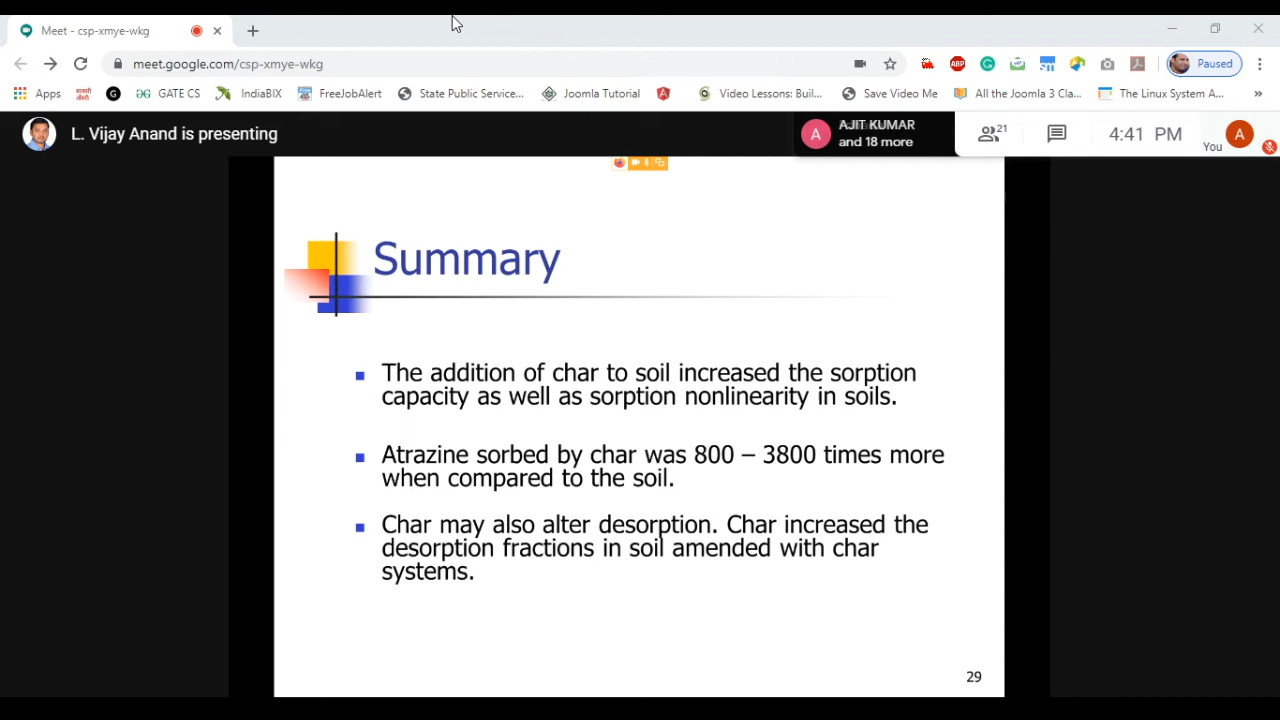 Meet - csp-xmye-wkg
meet.google.com/csp-xmye-wkg
ABP
Paused
Apps
G
GATE CS
IndiaBIX
FreeJobAlert
State Public Service...
Joomla Tutorial
Video Lessons: Buil...
Save Video Me
All the Joomla 3 Cla...
The Linux System A...
L. Vijay Anand is presenting
A
AJIT KUMAR
and 18 more
21
4:41 PM
You
A
Summary
The addition of char to soil increased the sorption
capacity as well as sorption nonlinearity in soils.
Atrazine sorbed by char was 800 – 3800 times more
when compared to the soil.
Char may also alter desorption. Char increased the
desorption fractions in soil amended with char
systems.
29